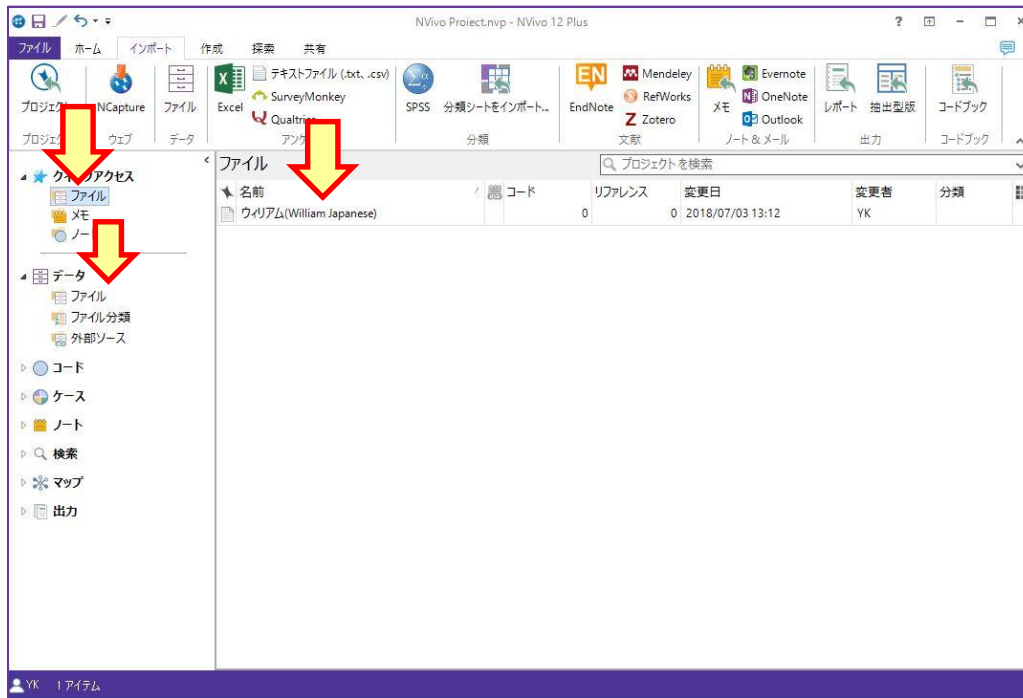 NVivo Project.nvp - NVivo 12 Plus
ファイル ホーム インポート 作成 探索 共有
NCapture
ファイル
Excel
テキストファイル (.txt、.csv)
SurveyMonkey
Qualtrics
SPSS
分類シートをインポート...
EndNote
Mendeley
RefWorks
Zotero
メモ
Evernote
OneNote
Outlook
レポート
抽出型版
コードブック
ウェブ データ 分類 文献 ノート & メール 出力 コードブック
ファイル
プロジェクトを検索
名前 コード リファレンス 変更日 変更者 分類
ウィリアム(William Japanese) 0 0 2018/07/03 13:12 YK
ファイル
メモ
データ
ファイル
ファイル分類
外部ソース
コード
ケース
ノート
検索
マップ
出力
YK 1 アイテム